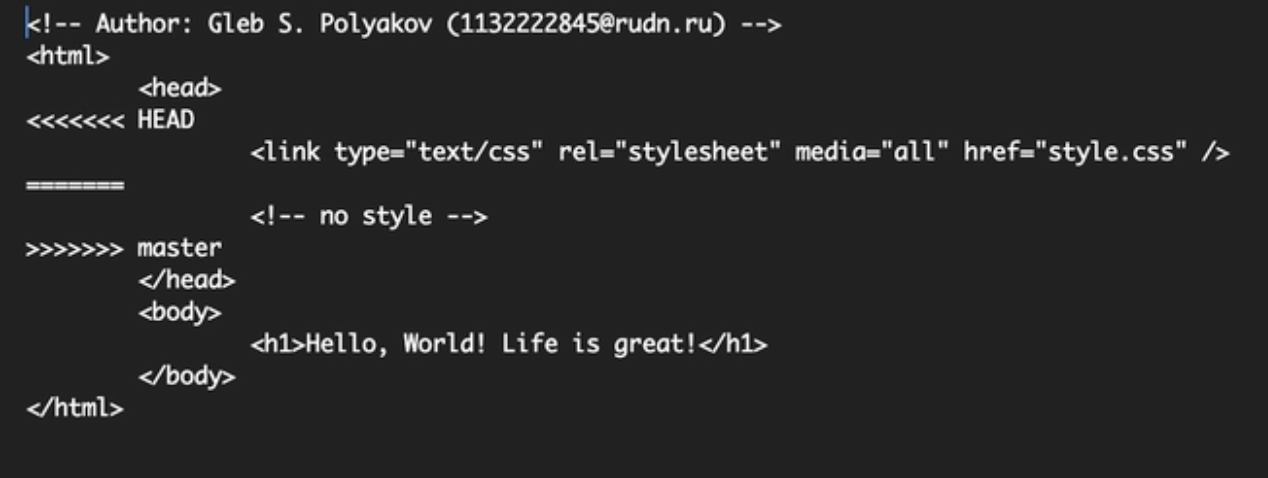 <!-- Author: Gleb S. Polyakov (1132222845@rudn.ru) -->
<html>
        <head>
<<<<<<< HEAD
                <link type="text/css" rel="stylesheet" media="all" href="style.css" />
=======
                <!-- no style -->
>>>>>>> master
        </head>
        <body>
                <h1>Hello, World! Life is great!</h1>
        </body>
</html>